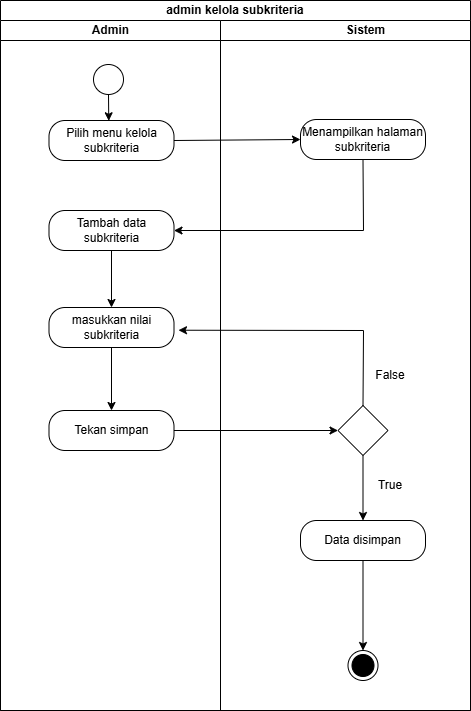 admin kelola subkriteria
Admin
Sistem
Pilih menu kelola
subkriteria
Menampilkan halaman
subkriteria
Tambah data
subkriteria
masukkan nilai
subkriteria
False
Tekan simpan
True
Data disimpan